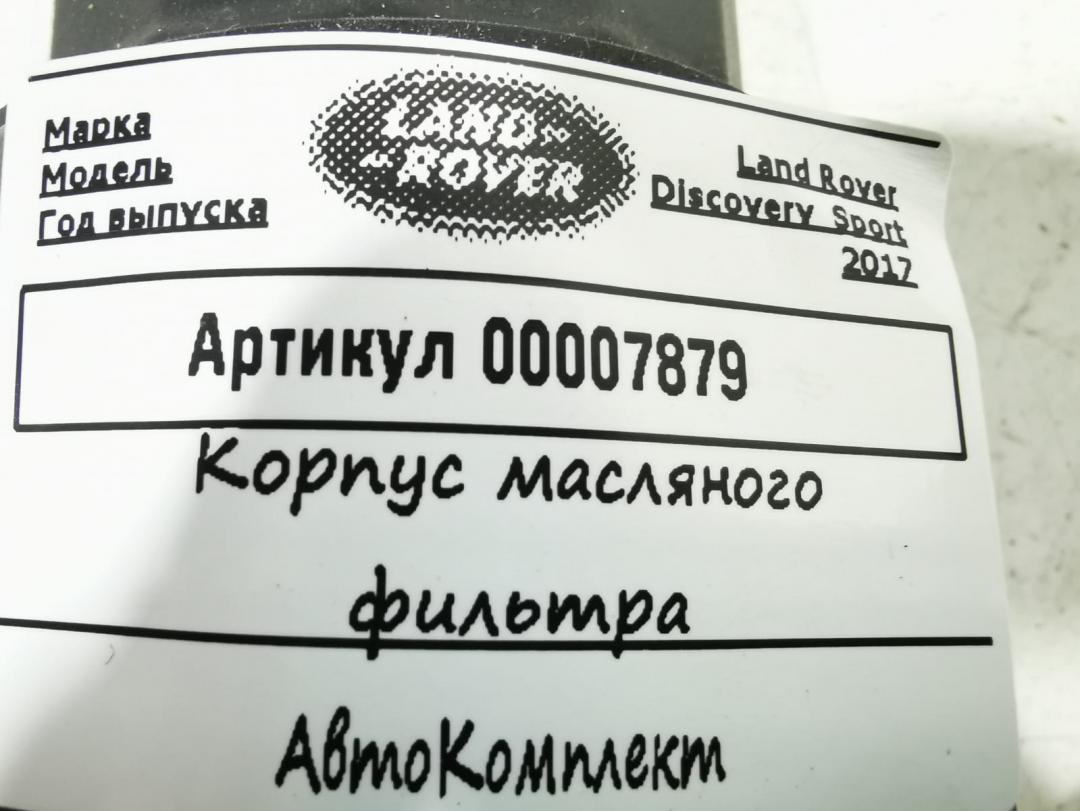 Марка
Модель
Год выпуска
LAND-
-ROVER
Land Rover
Discovery Sport
2017
Артикул 00007879
Корпус масляного
фильтра
АвтоКомплект